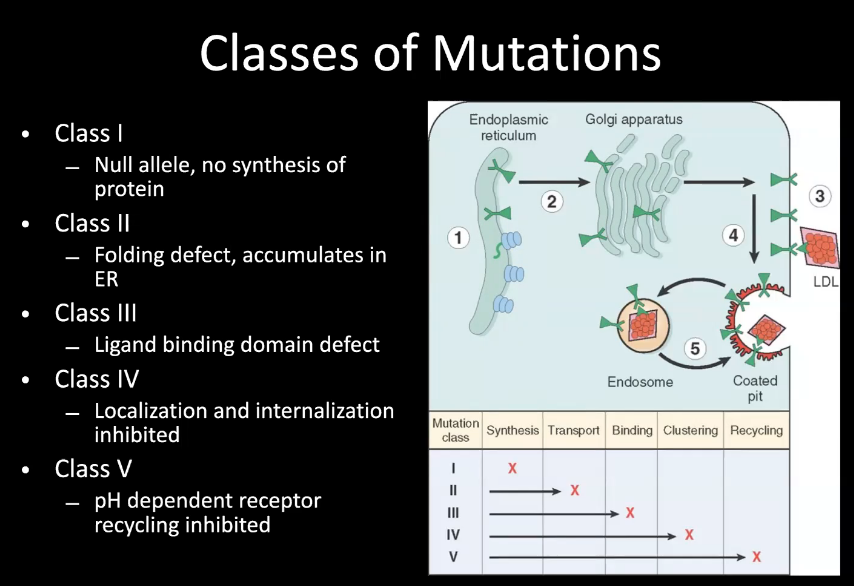 Classes of Mutations
• Class I
– Null allele, no synthesis of
protein
• Class II
– Folding defect, accumulates in
ER
• Class III
– Ligand binding domain defect
• Class IV
– Localization and internalization
inhibited
• Class V
– pH dependent receptor
recycling inhibited
Endoplasmic
reticulum
Golgi apparatus
1
2
3
4
LDL
5
Endosome
Coated
pit
Mutation
class
Synthesis
Transport
Binding
Clustering
Recycling
I X
II X
III X
IV X
V X